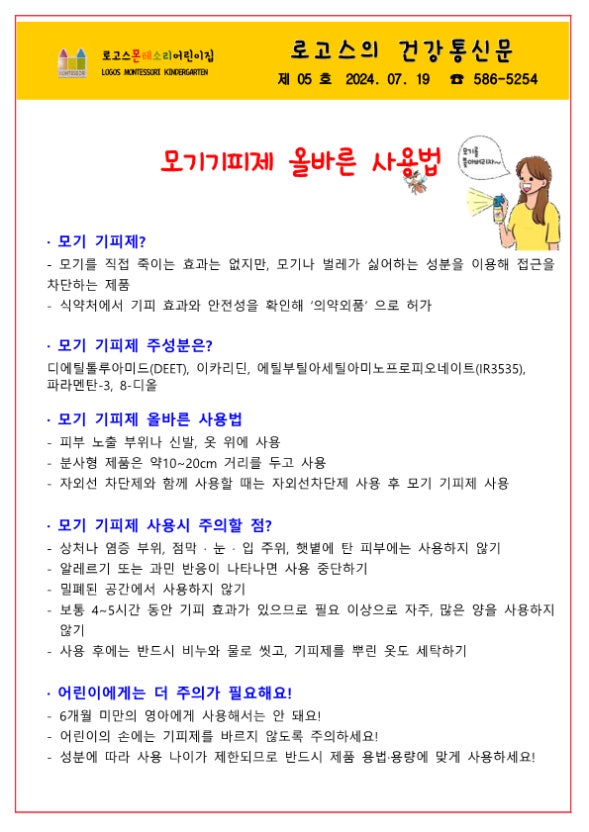 로고스몬테소리어린이집
LOGOS MONTESSORI KINDERGARTEN
MONTESSORI
로고스의 건강통신문
제 05 호 2024. 07. 19 ☎ 586-5254
모기기피제 올바른 사용법
모기를
쫓아버리자~
· 모기 기피제?
- 모기를 직접 죽이는 효과는 없지만, 모기나 벌레가 싫어하는 성분을 이용해 접근을
차단하는 제품
- 식약처에서 기피 효과와 안전성을 확인해 ‘의약외품’ 으로 허가
· 모기 기피제 주성분은?
디에틸톨루아미드(DEET), 이카리딘, 에틸부틸아세틸아미노프로피오네이트(IR3535),
파라멘탄-3, 8-디올
· 모기 기피제 올바른 사용법
- 피부 노출 부위나 신발, 옷 위에 사용
- 분사형 제품은 약10~20cm 거리를 두고 사용
- 자외선 차단제와 함께 사용할 때는 자외선차단제 사용 후 모기 기피제 사용
· 모기 기피제 사용시 주의할 점?
- 상처나 염증 부위, 점막 · 눈 · 입 주위, 햇볕에 탄 피부에는 사용하지 않기
- 알레르기 또는 과민 반응이 나타나면 사용 중단하기
- 밀폐된 공간에서 사용하지 않기
- 보통 4~5시간 동안 기피 효과가 있으므로 필요 이상으로 자주, 많은 양을 사용하지
않기
- 사용 후에는 반드시 비누와 물로 씻고, 기피제를 뿌린 옷도 세탁하기
· 어린이에게는 더 주의가 필요해요!
- 6개월 미만의 영아에게 사용해서는 안 돼요!
- 어린이의 손에는 기피제를 바르지 않도록 주의하세요!
- 성분에 따라 사용 나이가 제한되므로 반드시 제품 용법·용량에 맞게 사용하세요!